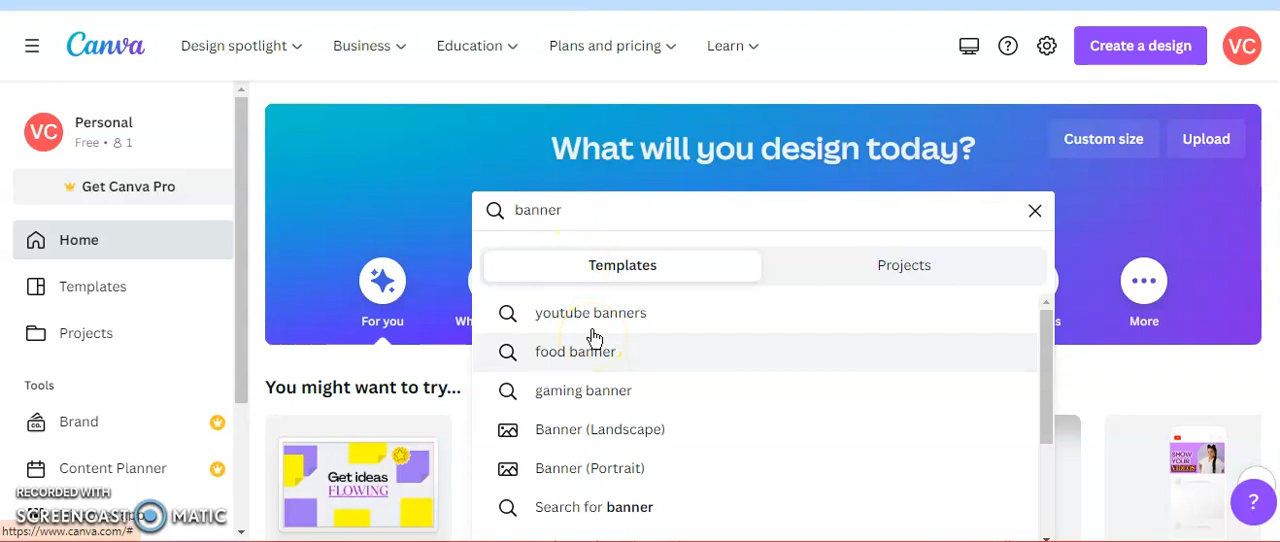 Canva
Design spotlight
Business
Education
Plans and pricing
Learn
Create a design
VC
VC
Personal
Free • 1
Get Canva Pro
Home
Templates
Projects
Tools
Brand
Content Planner
What will you design today?
Custom size
Upload
banner
Templates
Projects
youtube banners
food banner
gaming banner
Banner (Landscape)
Banner (Portrait)
Search for banner
For you
More
You might want to try...
Get ideas
FLOWING
SHOW
YOUR
VIDEOS
?
RECORDED WITH
SCREENCAST MATIC
https://www.canva.com/#